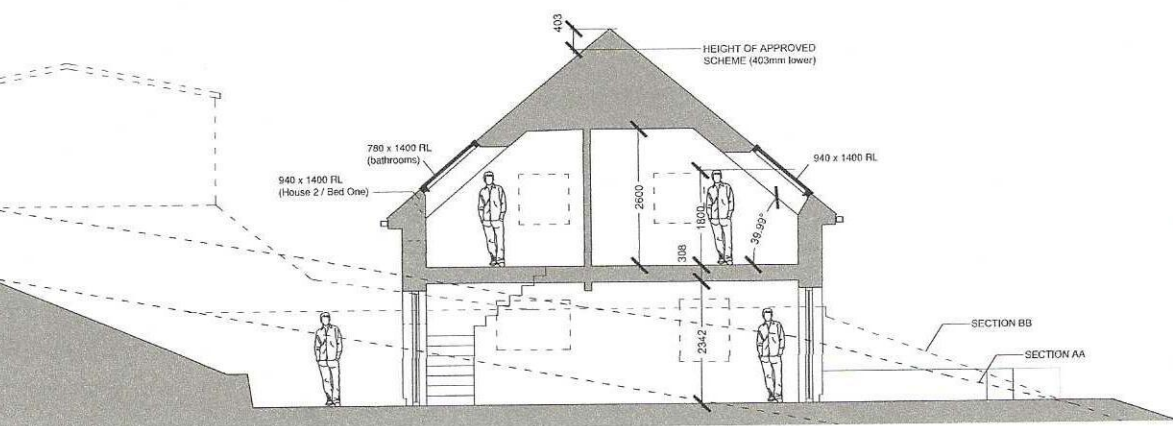 403
HEIGHT OF APPROVED
SCHEME (403mm lower)
780 x 1400 RL
(bathrooms)
940 x 1400 RL
940 x 1400 RL
(House 2 / Bed One)
2600
1800
39.99°
308
2342
SECTION BB
SECTION AA